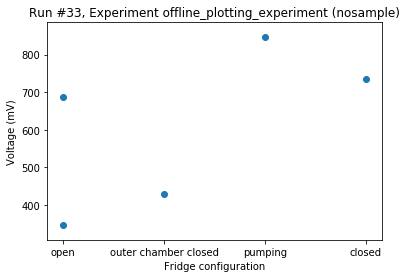 Run #33, Experiment offline_plotting_experiment (nosample)
800
700
600
500
400
Voltage (mV)
open
outer chamber closed
pumping
closed
Fridge configuration